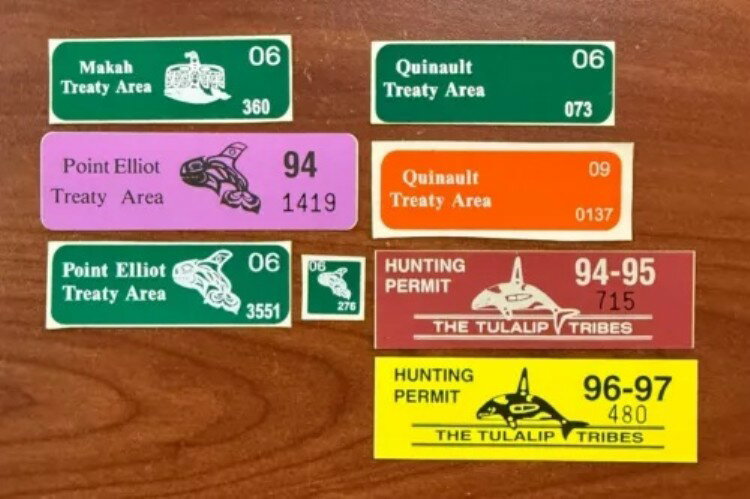 Makah
Treaty Area
06
360
Quinault
Treaty Area
06
073
Point Elliot
Treaty Area
94
1419
Quinault
Treaty Area
09
0137
Point Elliot
Treaty Area
06
3551
06
276
HUNTING
PERMIT
94-95
715
THE TULALIP TRIBES
HUNTING
PERMIT
96-97
480
THE TULALIP TRIBES